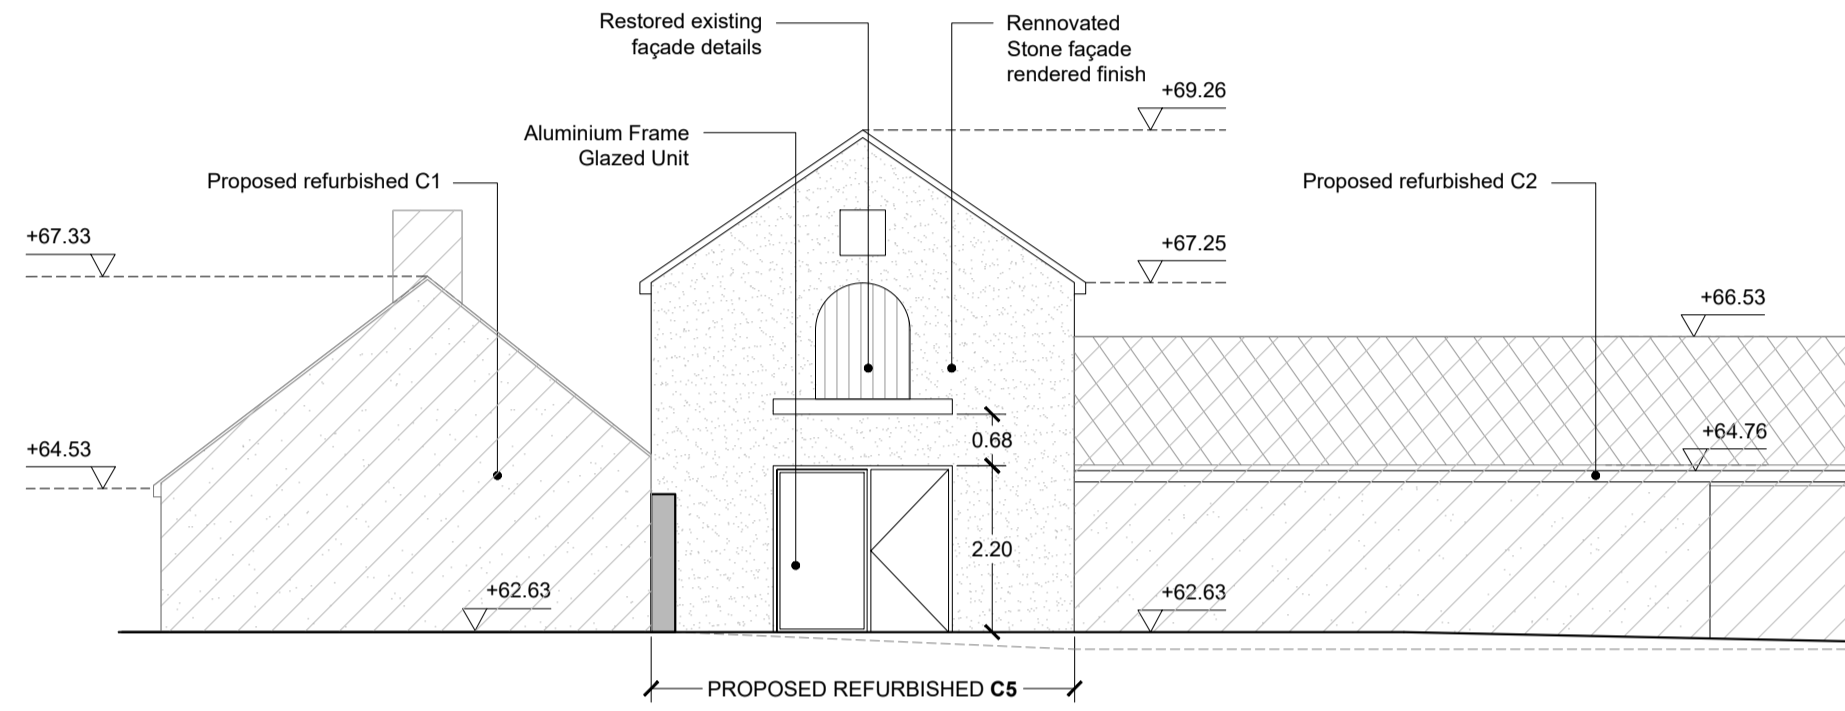 Restored existing
façade details
Rennovated
Stone façade
rendered finish
+69.26
Aluminium Frame
Glazed Unit
Proposed refurbished C1
Proposed refurbished C2
+67.33
+67.25
+66.53
+64.53
0.68
+64.76
2.20
+62.63
+62.63
PROPOSED REFURBISHED C5